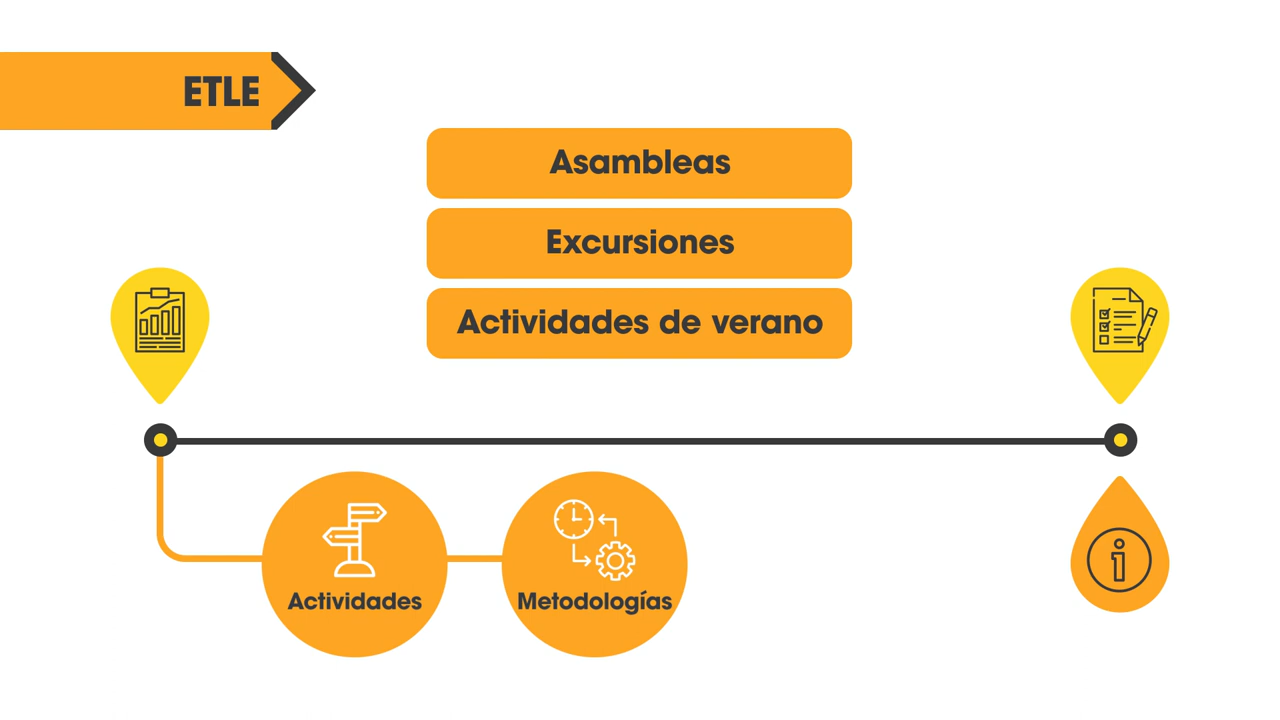 ETLE
Asambleas
Excursiones
Actividades de verano
Actividades
Metodologías